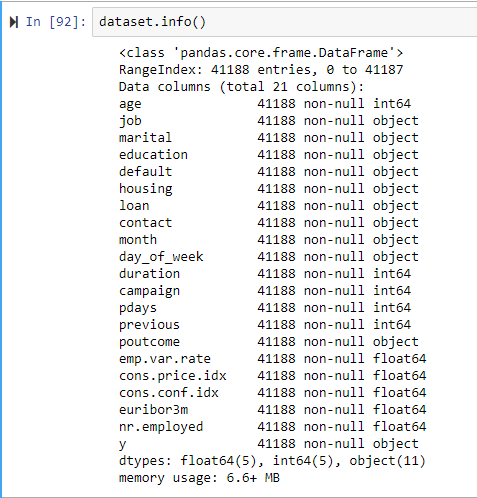 In [92]: dataset.info()
<class 'pandas.core.frame.DataFrame'>
RangeIndex: 41188 entries, 0 to 41187
Data columns (total 21 columns):
age 41188 non-null int64
job 41188 non-null object
marital 41188 non-null object
education 41188 non-null object
default 41188 non-null object
housing 41188 non-null object
loan 41188 non-null object
contact 41188 non-null object
month 41188 non-null object
day_of_week 41188 non-null object
duration 41188 non-null int64
campaign 41188 non-null int64
pdays 41188 non-null int64
previous 41188 non-null int64
poutcome 41188 non-null object
emp.var.rate 41188 non-null float64
cons.price.idx 41188 non-null float64
cons.conf.idx 41188 non-null float64
euribor3m 41188 non-null float64
nr.employed 41188 non-null float64
y 41188 non-null object
dtypes: float64(5), int64(5), object(11)
memory usage: 6.6+ MB